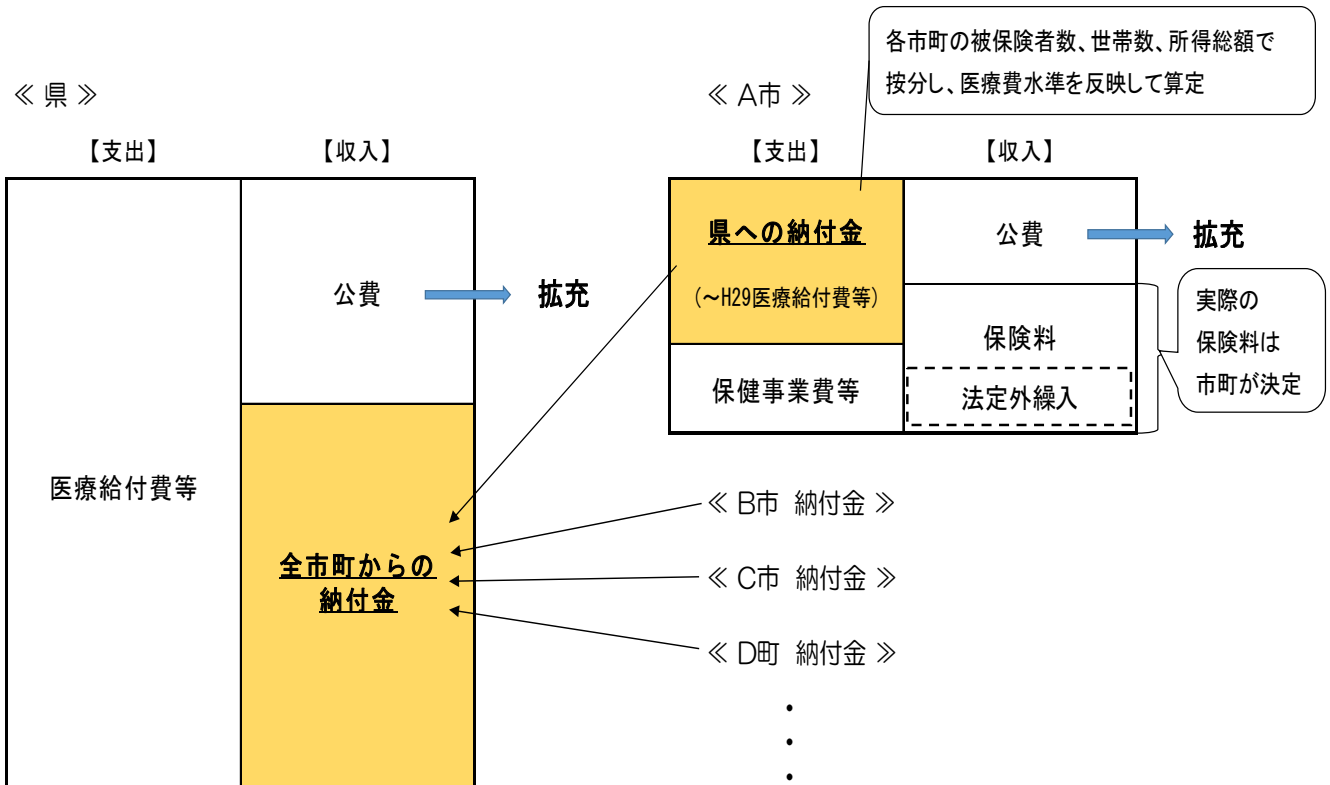 各市町の被保険者数、世帯数、所得総額で
按分し、医療費水準を反映して算定
≪ 県 ≫
≪ A市 ≫
【支出】
【収入】
【支出】
【収入】
県への納付金
(～H29医療給付費等)
公費
拡充
公費
拡充
実際の
保険料は
市町が決定
保険料
法定外繰入
保健事業費等
医療給付費等
全市町からの
納付金
≪ B市 納付金 ≫
≪ C市 納付金 ≫
≪ D町 納付金 ≫
・
・
・